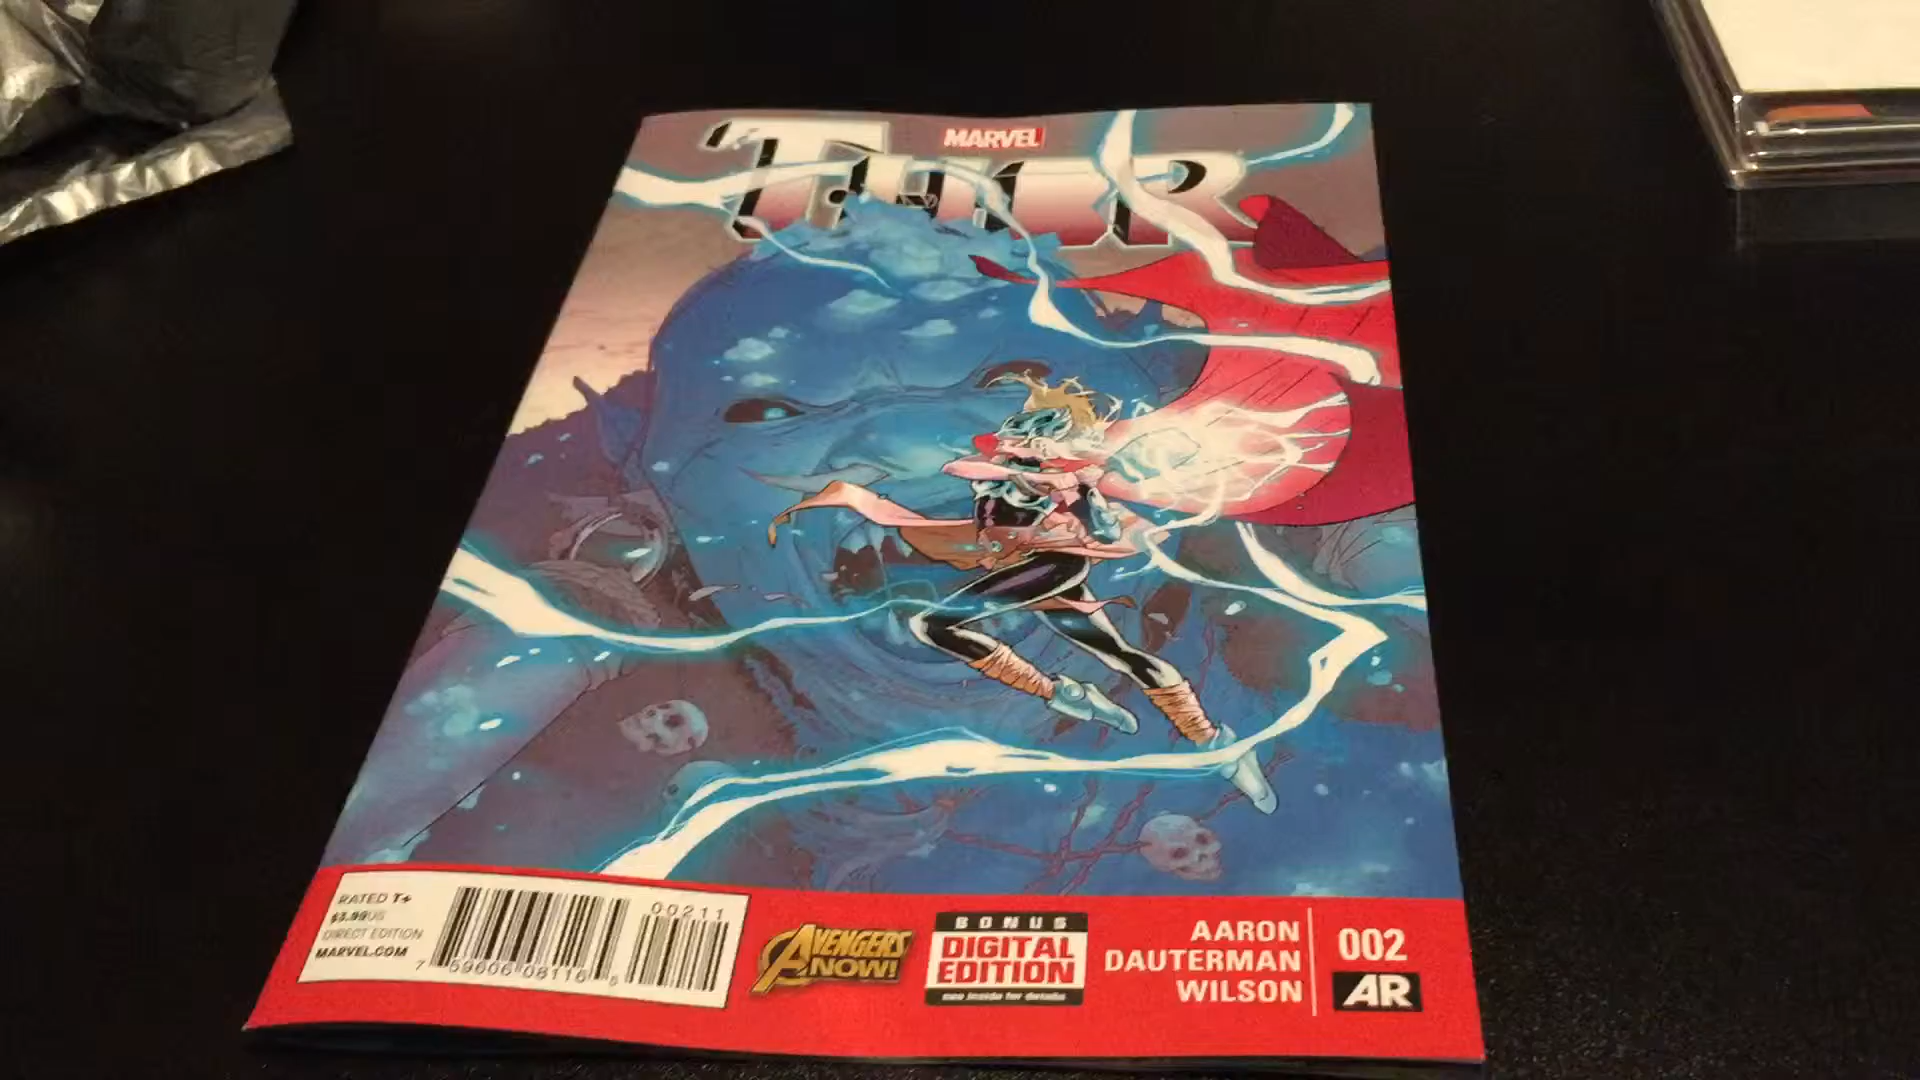 MARVEL
THOR
RATED T+
$3.99US
DIRECT EDITION
MARVEL.COM
00211
7 59606 08116 5
AVENGERS
NOW!
BONUS
DIGITAL
EDITION
see inside for details
AARON
DAUTERMAN
WILSON
002
AR